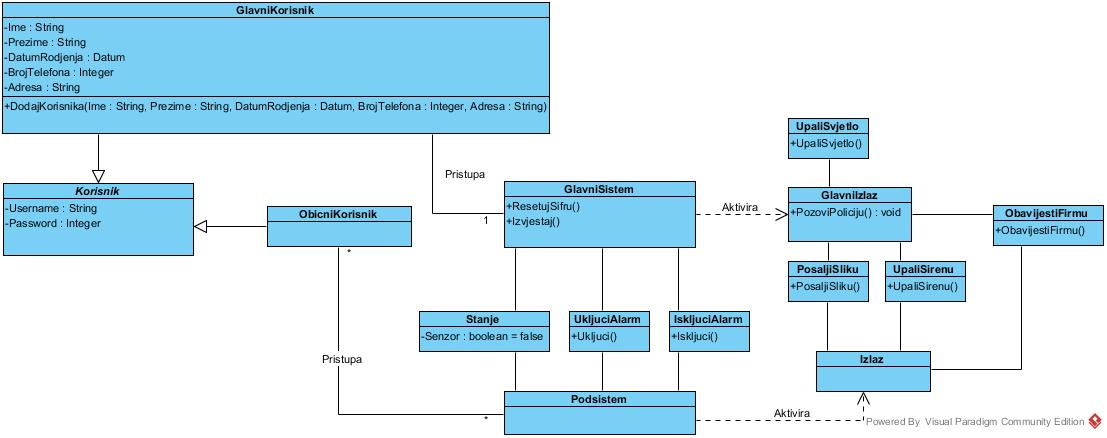 GlavniKorisnik
-Ime : String
-Prezime : String
-DatumRodjenja : Datum
-BrojTelefona : Integer
-Adresa : String
+DodajKorisnika(Ime : String, Prezime : String, DatumRodjenja : Datum, BrojTelefona : Integer, Adresa : String)
Korisnik
-Username : String
-Password : Integer
ObicniKorisnik
*
Pristupa
1
GlavniSistem
+ResetujSifru()
+Izvjestaj()
Aktivira
UpaliSvjetlo
+UpaliSvjetlo()
GlavniIzlaz
+PozoviPoliciju() : void
ObavijestiFirmu
+ObavijestiFirmu()
PosaljiSliku
+PosaljiSliku()
UpaliSirenu
+UpaliSirenu()
Stanje
-Senzor : boolean = false
UkljuciAlarm
+Ukljuci()
IskljuciAlarm
+Iskljuci()
Pristupa
*
Podsistem
Izlaz
Aktivira
Powered By Visual Paradigm Community Edition